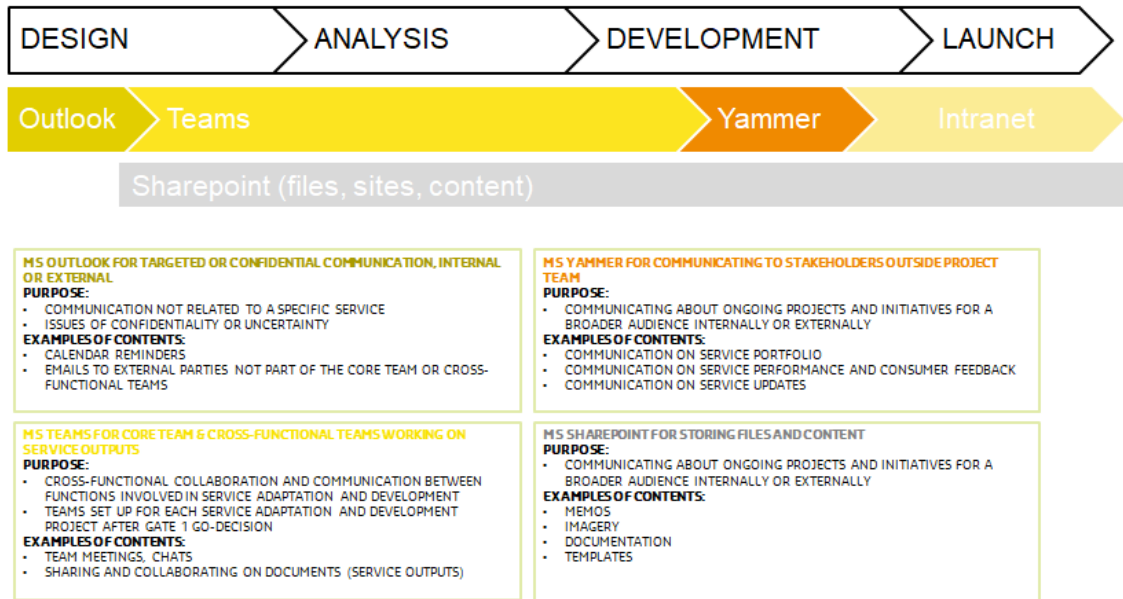 DESIGN
ANALYSIS
DEVELOPMENT
LAUNCH
Outlook
Teams
Yammer
Intranet
Sharepoint (files, sites, content)
MS OUTLOOK FOR TARGETED OR CONFIDENTIAL COMMUNICATION, INTERNAL
OR EXTERNAL
PURPOSE:
• COMMUNICATION NOT RELATED TO A SPECIFIC SERVICE
• ISSUES OF CONFIDENTIALITY OR UNCERTAINTY
EXAMPLES OF CONTENTS:
• CALENDAR REMINDERS
• EMAILS TO EXTERNAL PARTIES NOT PART OF THE CORE TEAM OR CROSS-
FUNCTIONAL TEAMS
MS YAMMER FOR COMMUNICATING TO STAKEHOLDERS OUTSIDE PROJECT
TEAM
PURPOSE:
• COMMUNICATING ABOUT ONGOING PROJECTS AND INITIATIVES FOR A
BROADER AUDIENCE INTERNALLY OR EXTERNALLY
EXAMPLES OF CONTENTS:
• COMMUNICATION ON SERVICE PORTFOLIO
• COMMUNICATION ON SERVICE PERFORMANCE AND CONSUMER FEEDBACK
• COMMUNICATION ON SERVICE UPDATES
MS TEAMS FOR CORE TEAM & CROSS-FUNCTIONAL TEAMS WORKING ON
SERVICE OUTPUTS
PURPOSE:
• CROSS-FUNCTIONAL COLLABORATION AND COMMUNICATION BETWEEN
FUNCTIONS INVOLVED IN SERVICE ADAPTATION AND DEVELOPMENT
• TEAMS SET UP FOR EACH SERVICE ADAPTATION AND DEVELOPMENT
PROJECT AFTER GATE 1 GO-DECISION
EXAMPLES OF CONTENTS:
• TEAM MEETINGS, CHATS
• SHARING AND COLLABORATING ON DOCUMENTS (SERVICE OUTPUTS)
MS SHAREPOINT FOR STORING FILES AND CONTENT
PURPOSE:
• COMMUNICATING ABOUT ONGOING PROJECTS AND INITIATIVES FOR A
BROADER AUDIENCE INTERNALLY OR EXTERNALLY
EXAMPLES OF CONTENTS:
• MEMOS
• IMAGERY
• DOCUMENTATION
• TEMPLATES